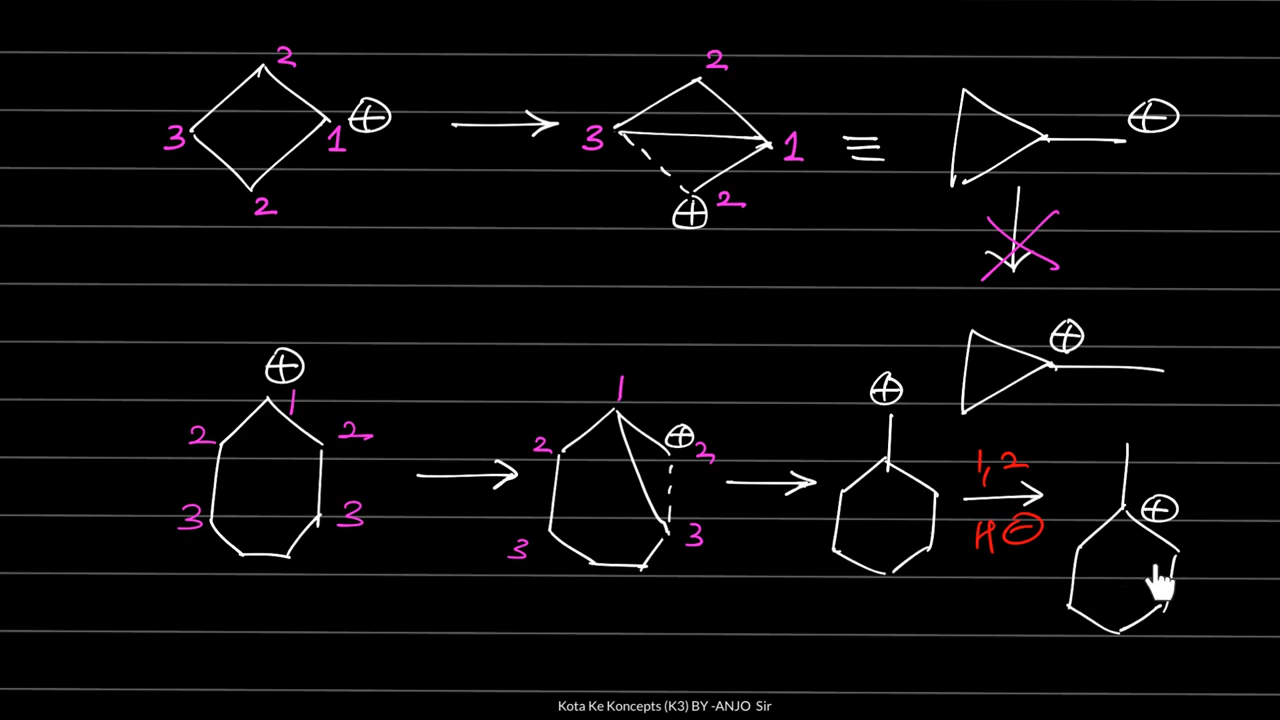 2 2
3 1 ⊕ → 3 1 ≡ ⊕
2 ⊕ 2
⊕ 1 1 ⊕ ⊕
2 2 2 ⊕ 2 1,2
3 3 → 3 3 → H⊖ → ⊕
Kota Ke Koncepts (K3) BY -ANJO Sir